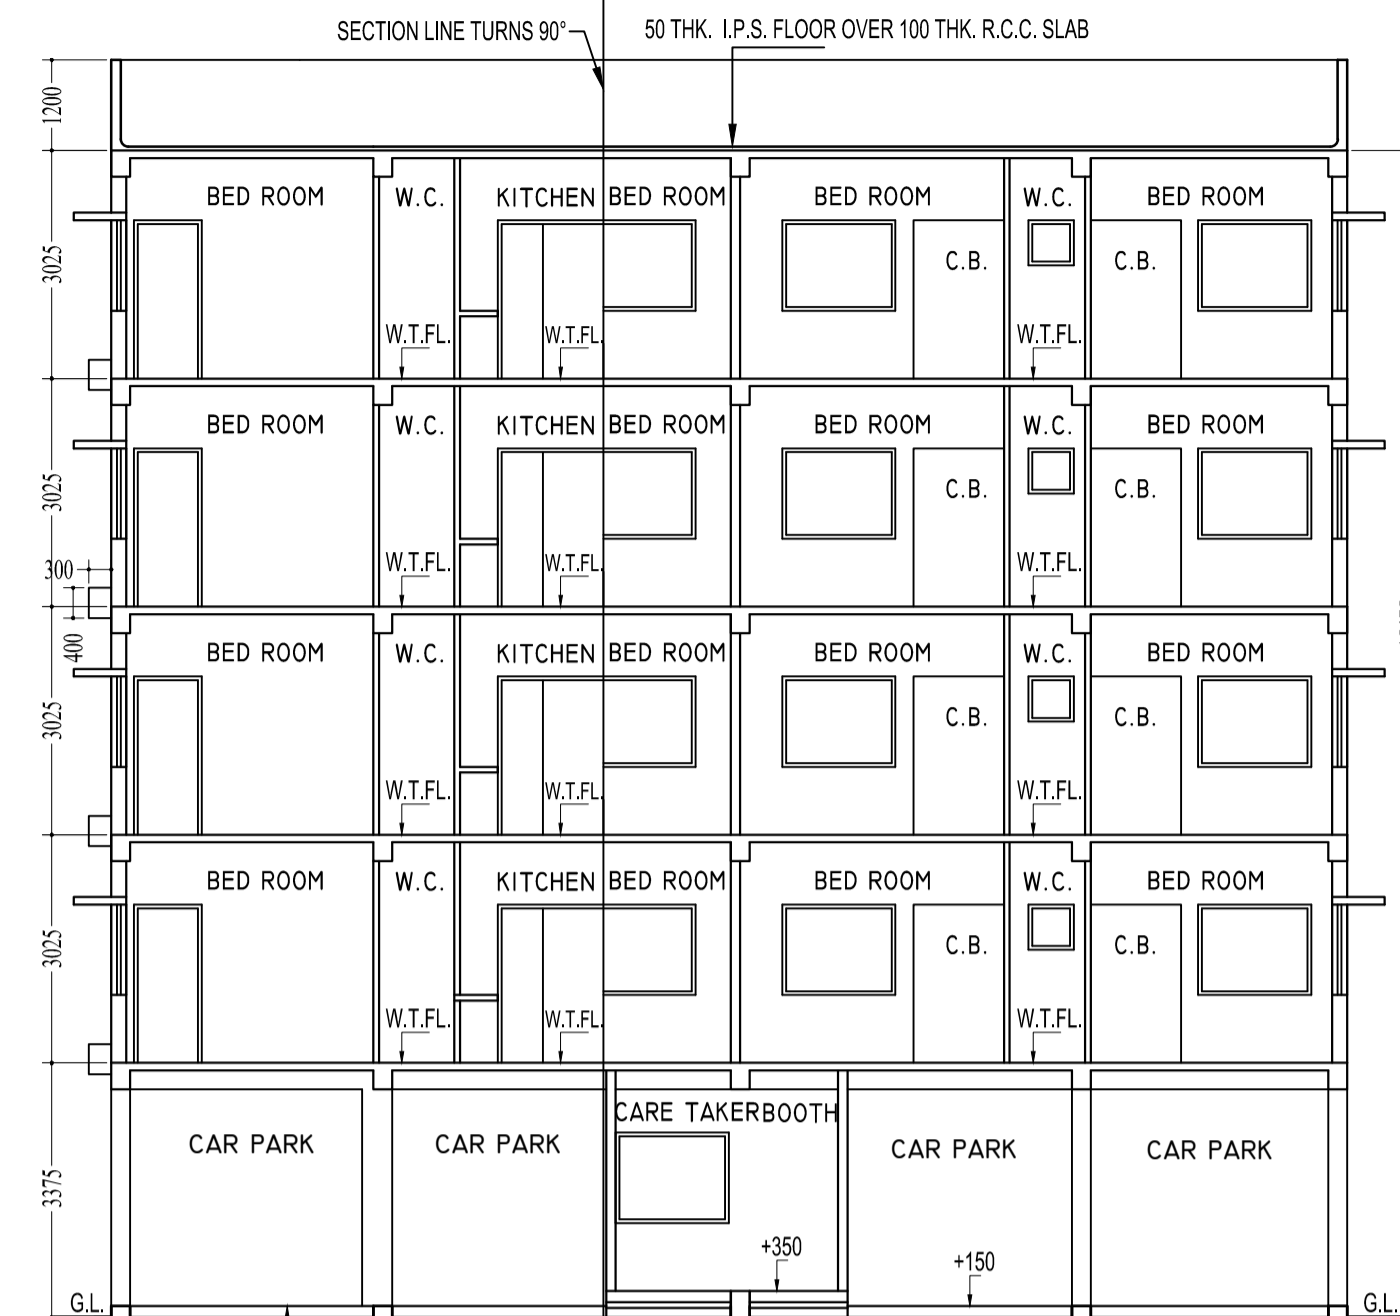 SECTION LINE TURNS 90°
50 THK. I.P.S. FLOOR OVER 100 THK. R.C.C. SLAB
1200
BED ROOM W.C. KITCHEN BED ROOM BED ROOM W.C. BED ROOM
3025
C.B. C.B.
W.T.FL. W.T.FL. W.T.FL.
BED ROOM W.C. KITCHEN BED ROOM BED ROOM W.C. BED ROOM
3025
C.B. C.B.
W.T.FL. W.T.FL. W.T.FL.
300
400
BED ROOM W.C. KITCHEN BED ROOM BED ROOM W.C. BED ROOM
3025
C.B. C.B.
W.T.FL. W.T.FL. W.T.FL.
BED ROOM W.C. KITCHEN BED ROOM BED ROOM W.C. BED ROOM
3025
C.B. C.B.
W.T.FL. W.T.FL. W.T.FL.
CARE TAKER BOOTH
CAR PARK CAR PARK CAR PARK CAR PARK
3375
+350
+150
G.L. G.L.